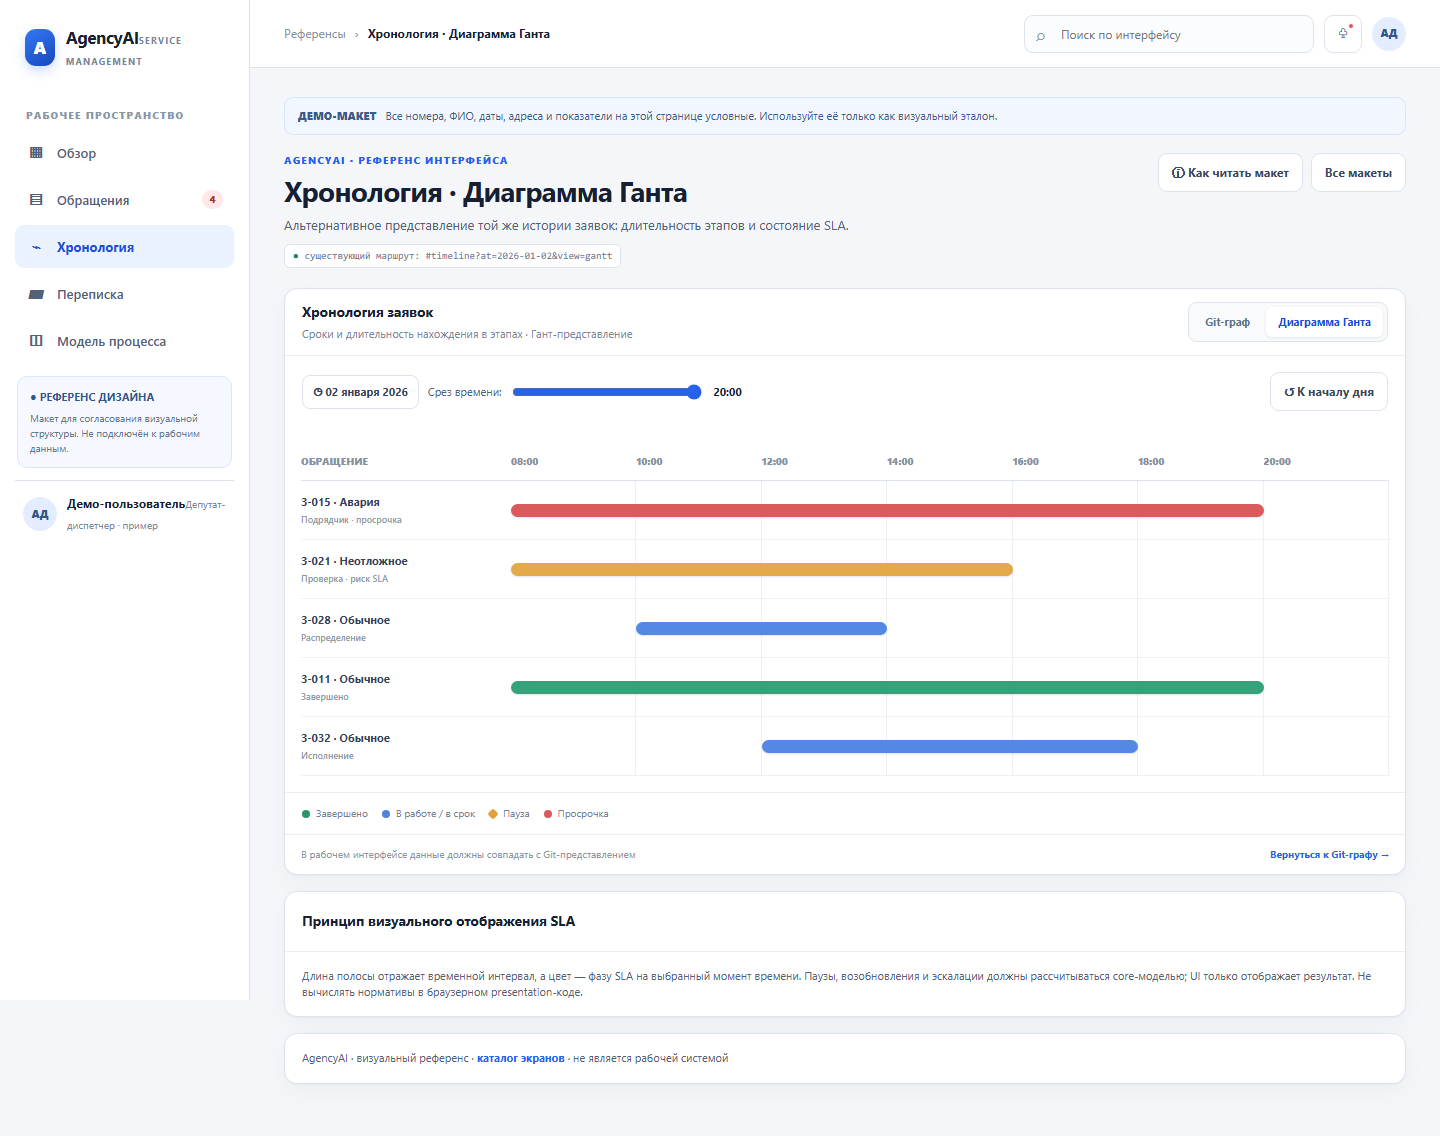 A AgencyAI SERVICE MANAGEMENT
Референсы › Хронология · Диаграмма Ганта
Поиск по интерфейсу
АД
РАБОЧЕЕ ПРОСТРАНСТВО
Обзор
Обращения 4
Хронология
Переписка
Модель процесса
● РЕФЕРЕНС ДИЗАЙНА
Макет для согласования визуальной
структуры. Не подключён к рабочим
данным.
АД Демо-пользователь Депутат-
диспетчер · пример
ДЕМО-МАКЕТ Все номера, ФИО, даты, адреса и показатели на этой странице условные. Используйте её только как визуальный эталон.
AGENCYAI · РЕФЕРЕНС ИНТЕРФЕЙСА
Хронология · Диаграмма Ганта
Альтернативное представление той же истории заявок: длительность этапов и состояние SLA.
● существующий маршрут: #timeline?at=2026-01-02&view=gantt
ⓘ Как читать макет
Все макеты
Хронология заявок
Сроки и длительность нахождения в этапах · Гант-представление
Git-граф Диаграмма Ганта
◷ 02 января 2026 Срез времени: 20:00
↺ К началу дня
ОБРАЩЕНИЕ 08:00 10:00 12:00 14:00 16:00 18:00 20:00
З-015 · Авария
Подрядчик · просрочка
З-021 · Неотложное
Проверка · риск SLA
З-028 · Обычное
Распределение
З-011 · Обычное
Завершено
З-032 · Обычное
Исполнение
Завершено В работе / в срок Пауза Просрочка
В рабочем интерфейсе данные должны совпадать с Git-представлением
Вернуться к Git-графу →
Принцип визуального отображения SLA
Длина полосы отражает временной интервал, а цвет — фазу SLA на выбранный момент времени. Паузы, возобновления и эскалации должны рассчитываться core-моделью; UI только отображает результат. Не
вычислять нормативы в браузерном presentation-коде.
AgencyAI · визуальный референс · каталог экранов · не является рабочей системой